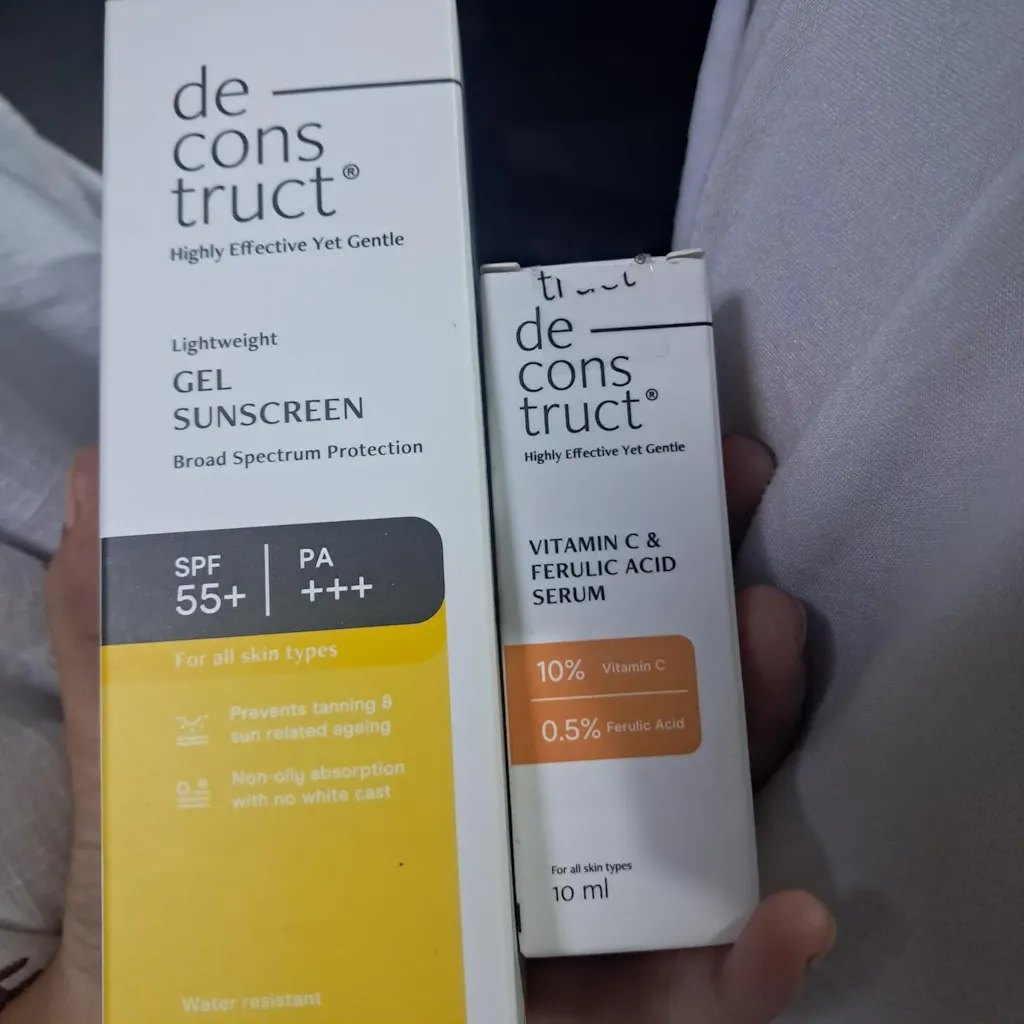 de
cons
truct®
Highly Effective Yet Gentle
Lightweight
GEL
SUNSCREEN
Broad Spectrum Protection
SPF
55+
PA
+++
For all skin types
Prevents tanning &
sun related ageing
Non-oily absorption
with no white cast
Water resistant
truct
de
cons
truct®
Highly Effective Yet Gentle
VITAMIN C &
FERULIC ACID
SERUM
10% Vitamin C
0.5% Ferulic Acid
For all skin types
10 ml